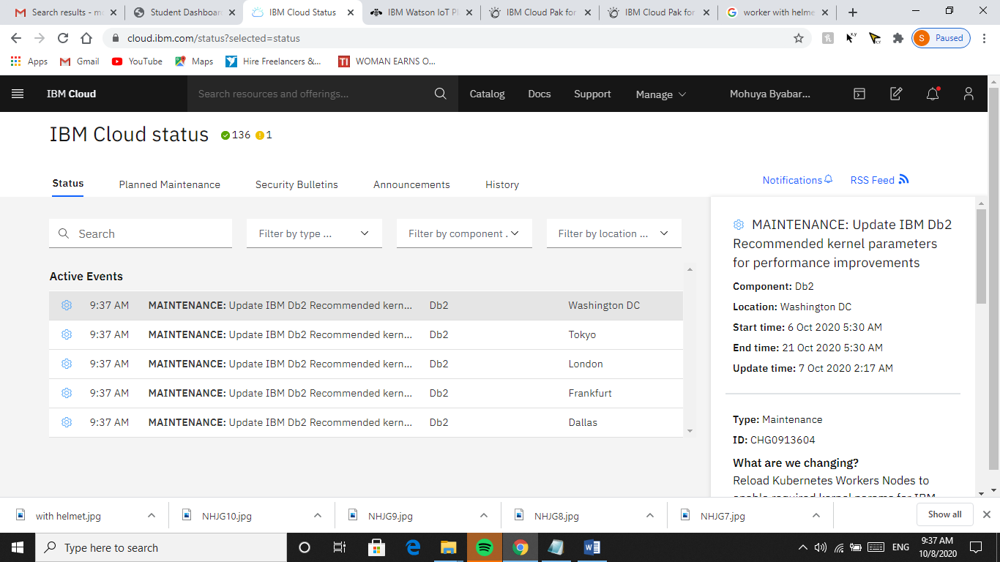 Search results - mo
Student Dashboard
IBM Cloud Status
IBM Watson IoT Pl
IBM Cloud Pak for
IBM Cloud Pak for
worker with helme
cloud.ibm.com/status?selected=status
S Paused
Apps
Gmail
YouTube
Maps
Hire Freelancers &...
TI WOMAN EARNS O...
IBM Cloud
Search resources and offerings...
Catalog
Docs
Support
Manage
Mohuya Byabar...
IBM Cloud status
136
1
Status
Planned Maintenance
Security Bulletins
Announcements
History
Notifications
RSS Feed
Search
Filter by type ...
Filter by component .
Filter by location ...
Active Events
9:37 AM MAINTENANCE: Update IBM Db2 Recommended kern... Db2 Washington DC
9:37 AM MAINTENANCE: Update IBM Db2 Recommended kern... Db2 Tokyo
9:37 AM MAINTENANCE: Update IBM Db2 Recommended kern... Db2 London
9:37 AM MAINTENANCE: Update IBM Db2 Recommended kern... Db2 Frankfurt
9:37 AM MAINTENANCE: Update IBM Db2 Recommended kern... Db2 Dallas
MAINTENANCE: Update IBM Db2
Recommended kernel parameters
for performance improvements
Component: Db2
Location: Washington DC
Start time: 6 Oct 2020 5:30 AM
End time: 21 Oct 2020 5:30 AM
Update time: 7 Oct 2020 2:17 AM
Type: Maintenance
ID: CHG0913604
What are we changing?
Reload Kubernetes Workers Nodes to
enable required kernel params for IBM
with helmet.jpg
NHJG10.jpg
NHJG9.jpg
NHJG8.jpg
NHJG7.jpg
Show all
Type here to search
ENG
9:37 AM
10/8/2020